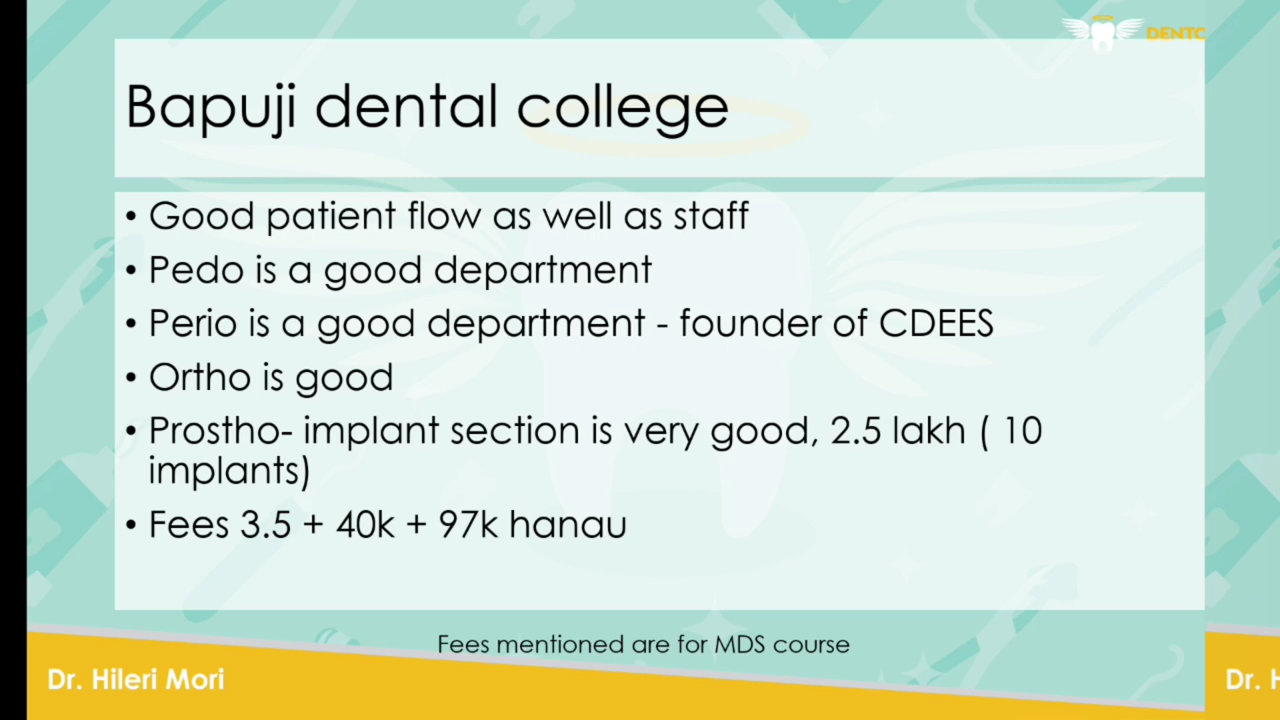 DENTC
Bapuji dental college
• Good patient flow as well as staff
• Pedo is a good department
• Perio is a good department - founder of CDEES
• Ortho is good
• Prostho- implant section is very good, 2.5 lakh ( 10
implants)
• Fees 3.5 + 40k + 97k hanau
Fees mentioned are for MDS course
Dr. Hileri Mori
Dr. H